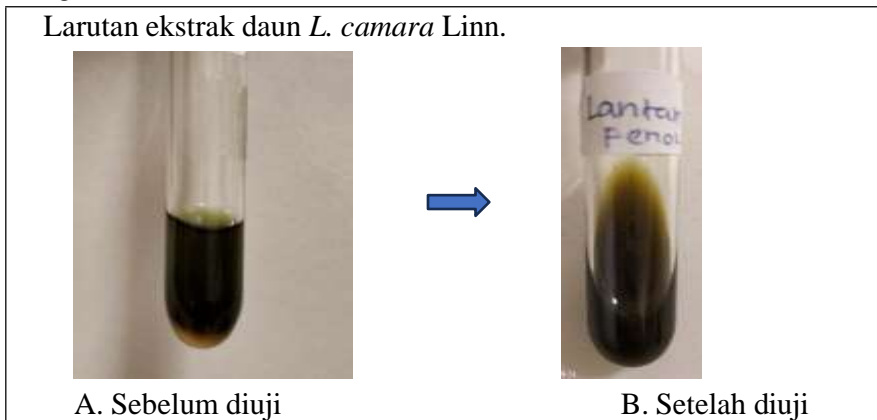 Larutan ekstrak daun L. camara Linn.
Lantan
Fenol
A. Sebelum diuji
B. Setelah diuji